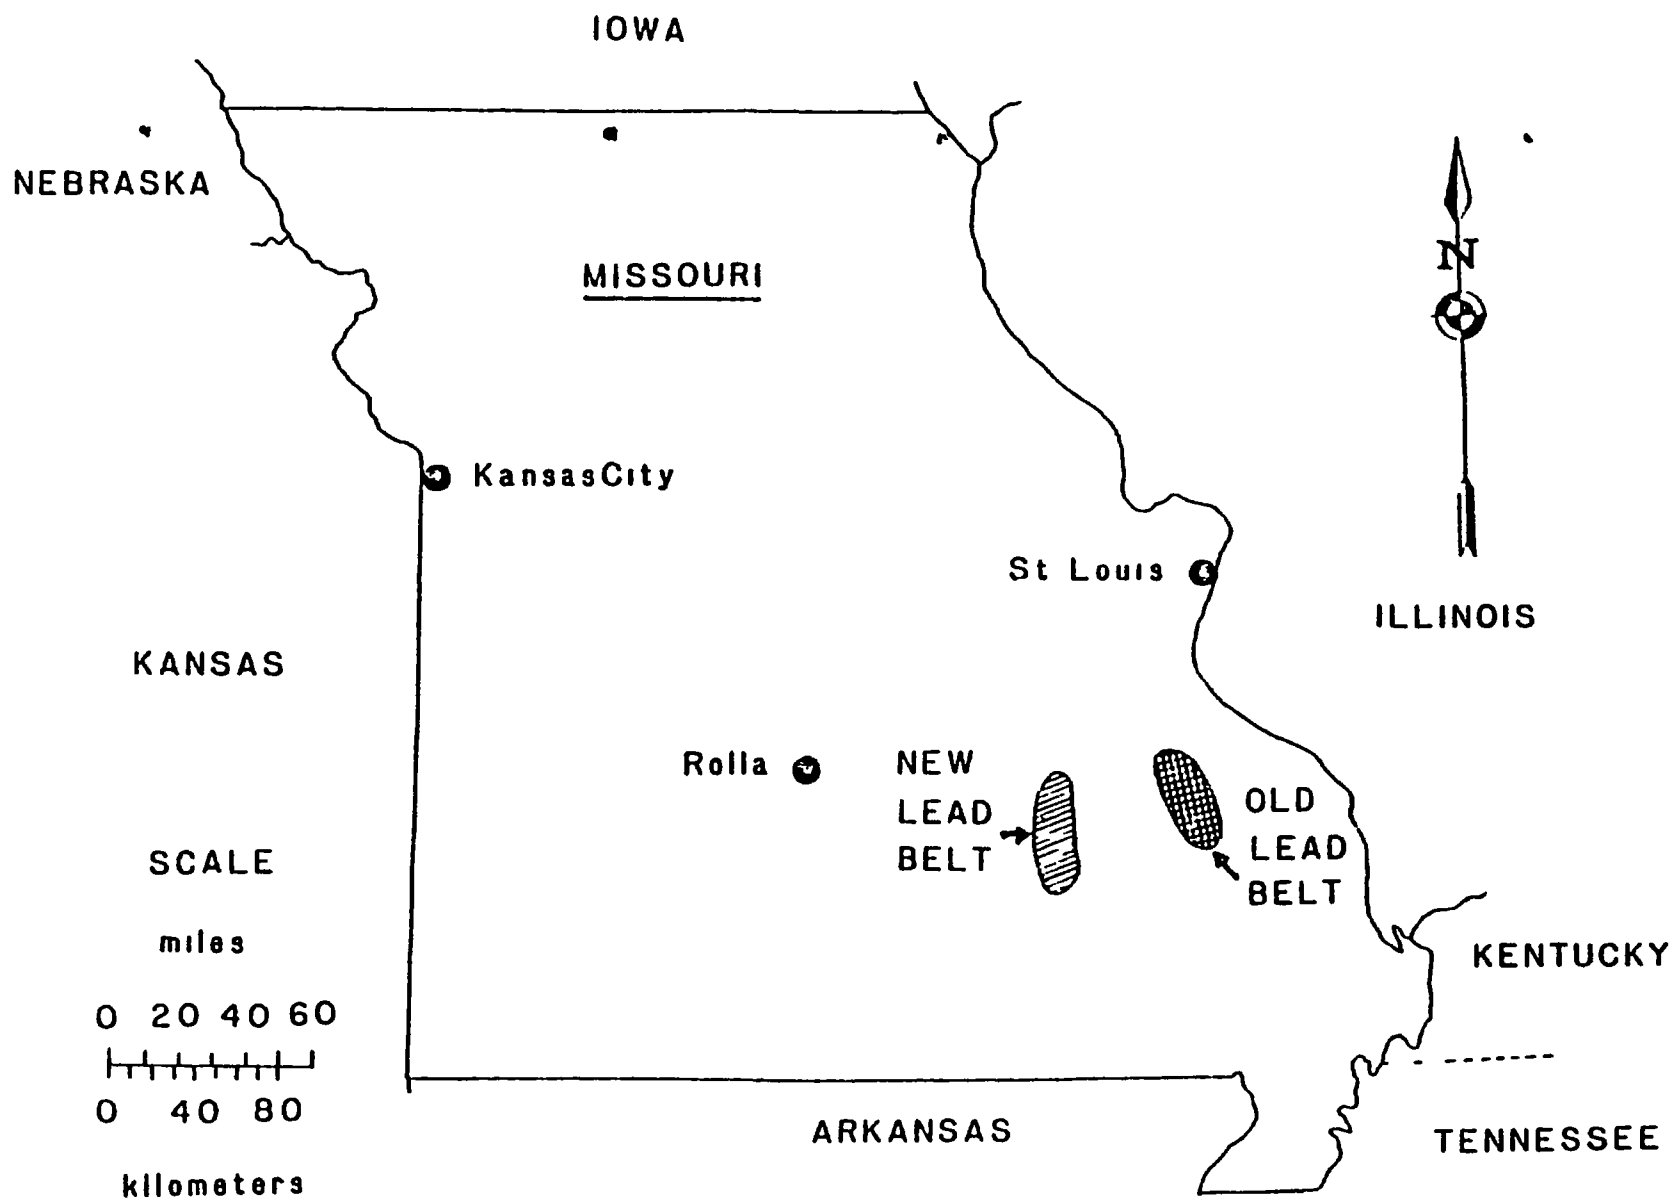 IOWA
NEBRASKA
MISSOURI
N
KansasCity
St Louis
ILLINOIS
KANSAS
Rolla
NEW
LEAD
BELT
OLD
LEAD
BELT
SCALE
miles
0 20 40 60
0 40 80
kilometers
KENTUCKY
ARKANSAS
TENNESSEE